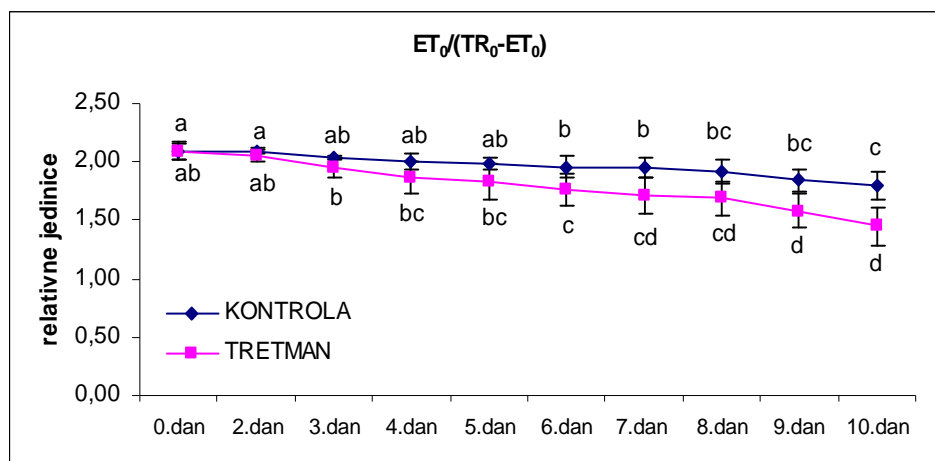 ET₀/(TR₀-ET₀)
relativne jedinice
2,50
2,00
1,50
1,00
0,50
0,00
a a ab ab ab b b bc bc c
ab ab b bc bc c cd cd d d
KONTROLA
TRETMAN
0.dan 2.dan 3.dan 4.dan 5.dan 6.dan 7.dan 8.dan 9.dan 10.dan